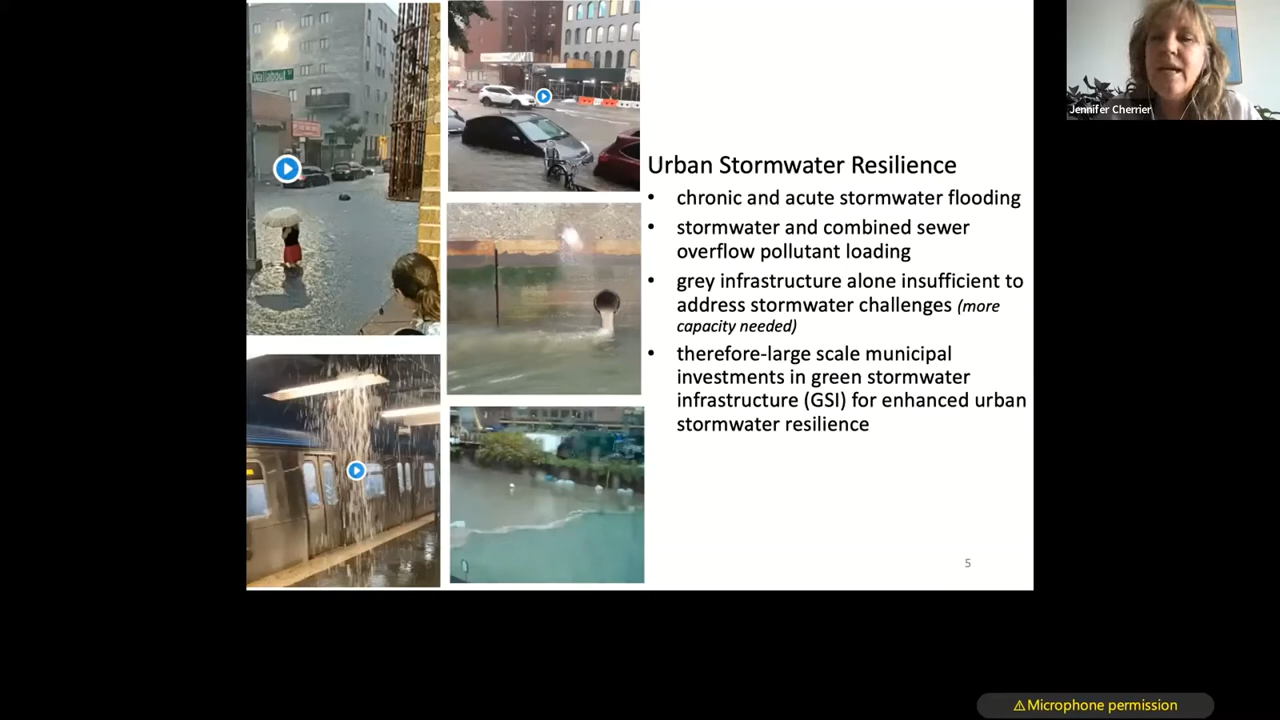 Wallabout St
Urban Stormwater Resilience
• chronic and acute stormwater flooding
• stormwater and combined sewer
overflow pollutant loading
• grey infrastructure alone insufficient to
address stormwater challenges (more
capacity needed)
• therefore-large scale municipal
investments in green stormwater
infrastructure (GSI) for enhanced urban
stormwater resilience
5
Jennifer Cherrier
⚠Microphone permission